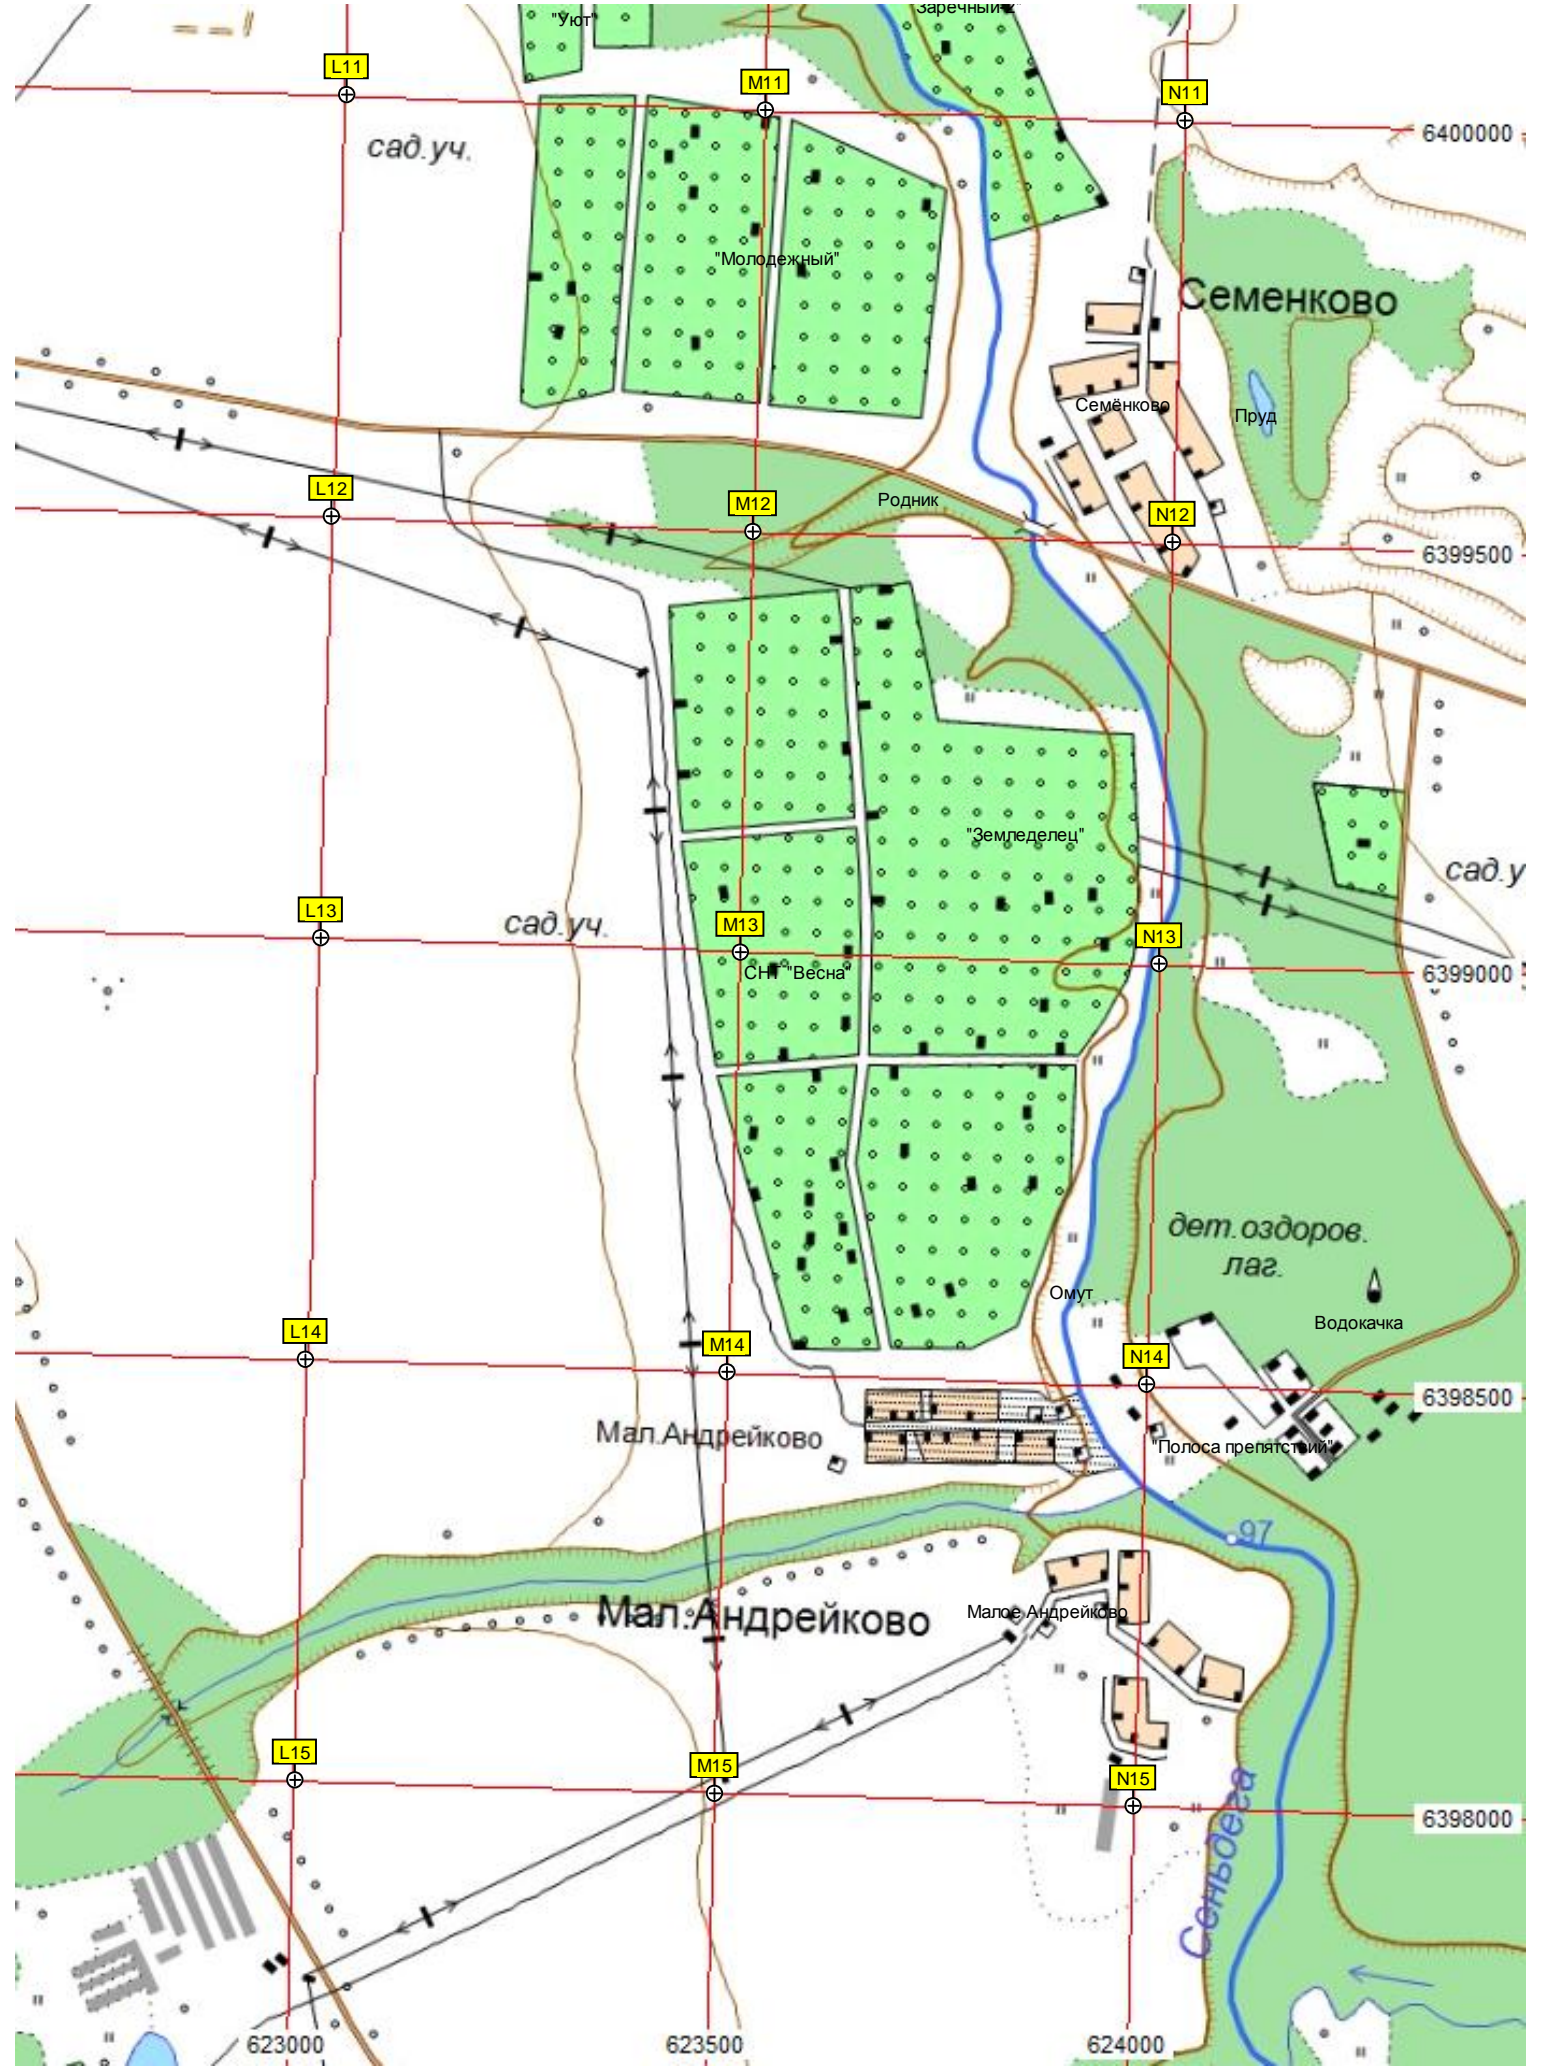 "Уют"
Заречный-2"
L11
M11
N11
6400000
сад.уч.
"Молодежный"
Семенково
Семёнково
Пруд
L12
M12
Родник
N12
6399500
"Земледелец"
сад.у
L13
сад.уч.
M13
N13
СНТ "Весна"
6399000
дет.оздоров.
лаг.
Омут
Водокачка
L14
M14
N14
6398500
Мал.Андрейково
"Полоса препятствий"
97
Мал.Андрейково
Малое Андрейково
L15
M15
N15
6398000
Сеньдега
623000
623500
624000